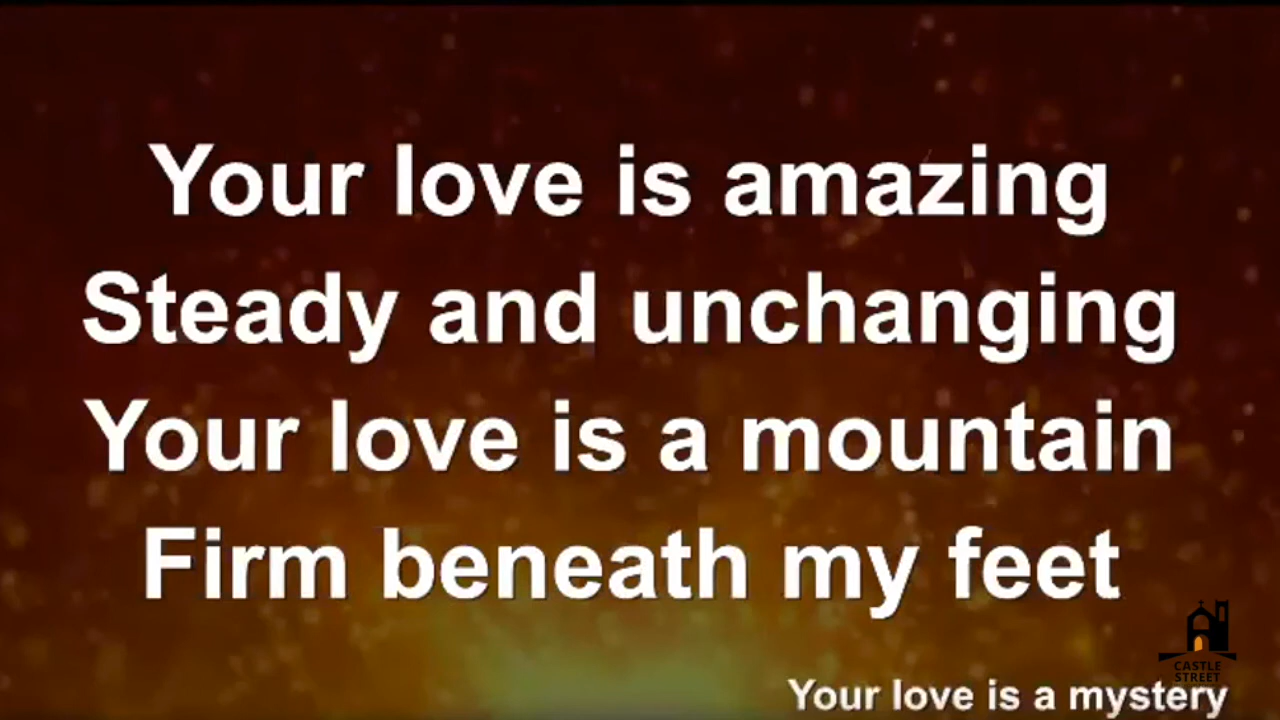 Your love is amazing
Steady and unchanging
Your love is a mountain
Firm beneath my feet
CASTLE
STREET
Your love is a mystery